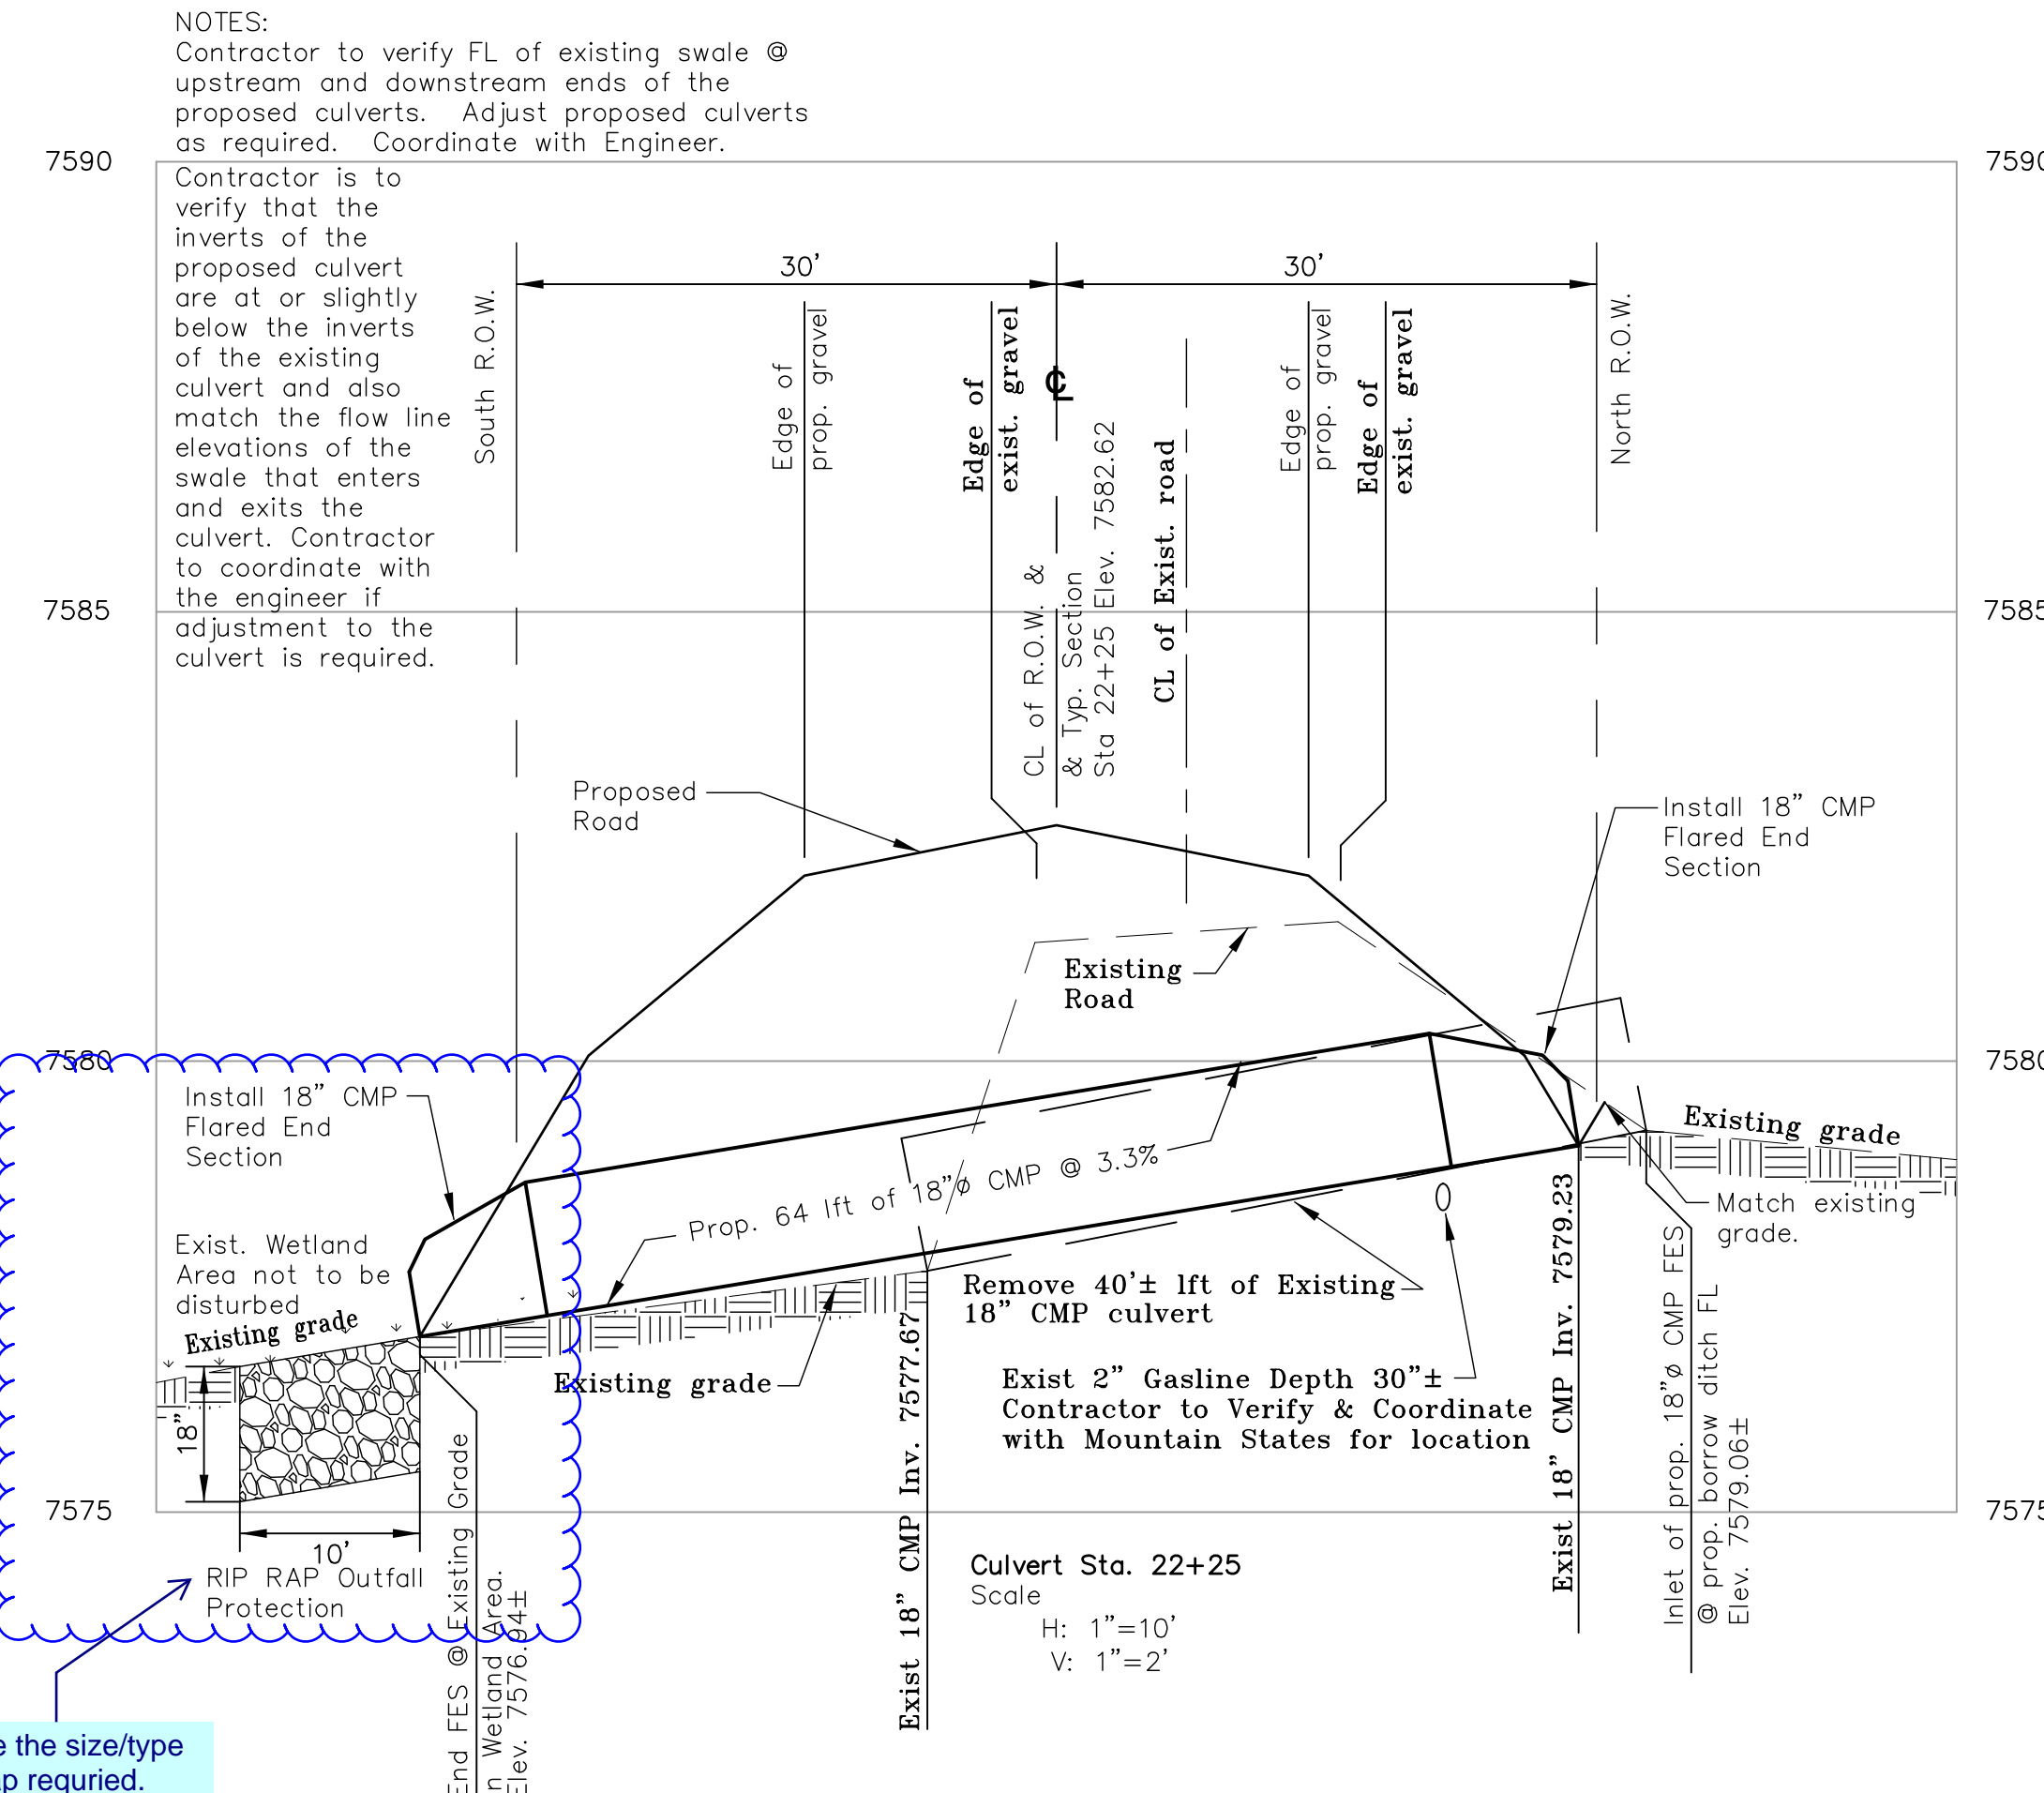 NOTES:
Contractor to verify FL of existing swale @
upstream and downstream ends of the
proposed culverts. Adjust proposed culverts
as required. Coordinate with Engineer.
7590
7590
Contractor is to
verify that the
inverts of the
proposed culvert
are at or slightly
below the inverts
of the existing
culvert and also
match the flow line
elevations of the
swale that enters
and exits the
culvert. Contractor
to coordinate with
the engineer if
adjustment to the
culvert is required.
30'
30'
South R.O.W.
Edge of
prop. gravel
Edge of
exist. gravel
℄
CL of R.O.W. &
& Typ. Section
Sta 22+25 Elev. 7582.62
CL of Exist. road
Edge of
prop. gravel
Edge of
exist. gravel
North R.O.W.
7585
7585
Proposed
Road
Install 18" CMP
Flared End
Section
Existing
Road
7580
7580
Install 18" CMP
Flared End
Section
Existing grade
Prop. 64 lft of 18"ø CMP @ 3.3%
Match existing
grade.
Exist. Wetland
Area not to be
disturbed
Existing grade
Remove 40'± lft of Existing
18" CMP culvert
Existing grade
Exist 2" Gasline Depth 30"±
Contractor to Verify & Coordinate
with Mountain States for location
18"
7575
7575
10'
RIP RAP Outfall
Protection
End FES @ Existing Grade
n Wetland Area.
Elev. 7576.94±
Exist 18" CMP Inv. 7577.67
Exist 18" CMP Inv. 7579.23
Inlet of prop. 18"ø CMP FES
@ prop. borrow ditch FL
Elev. 7579.06±
Culvert Sta. 22+25
Scale
H: 1"=10'
V: 1"=2'
e the size/type
ap requried.